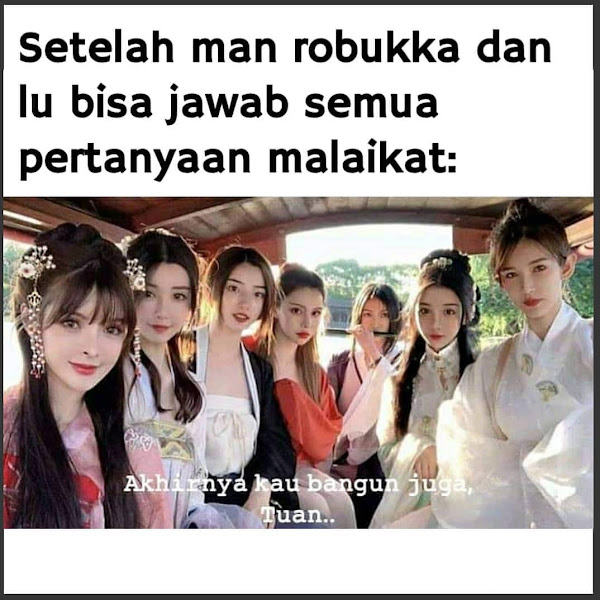 Setelah man robukka dan
lu bisa jawab semua
pertanyaan malaikat:
Akhirnya kau bangun juga,
Tuan..